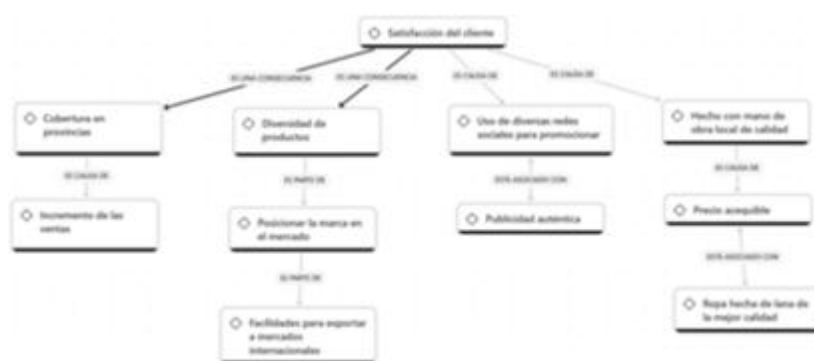 Satisfacción del cliente
ES UNA CONSECUENCIA
ES UNA CONSECUENCIA
ES CAUSA DE
ES CAUSA DE
Cobertura en
provincias
Diversidad de
productos
Uso de diversas redes
sociales para promocionar
Hecho con mano de
obra local de calidad
ES CAUSA DE
ES PARTE DE
ESTÁ ASOCIADO CON
ES CAUSA DE
Incremento de las
ventas
Posicionar la marca en
el mercado
Publicidad auténtica
Precio asequible
ES PARTE DE
ESTÁ ASOCIADO CON
Facilidades para exportar
a mercados
internacionales
Ropa hecha de lana de
la mejor calidad